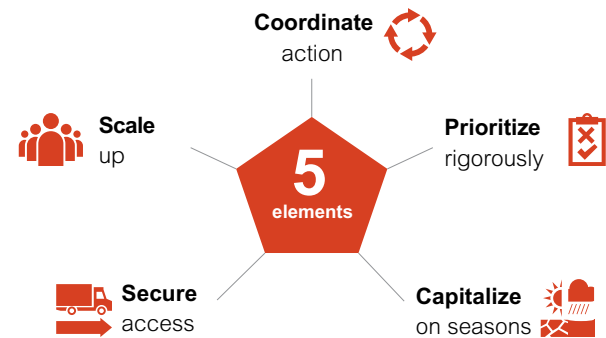 Coordinate
action
Scale
up
Prioritize
rigorously
5
elements
Secure
access
Capitalize
on seasons